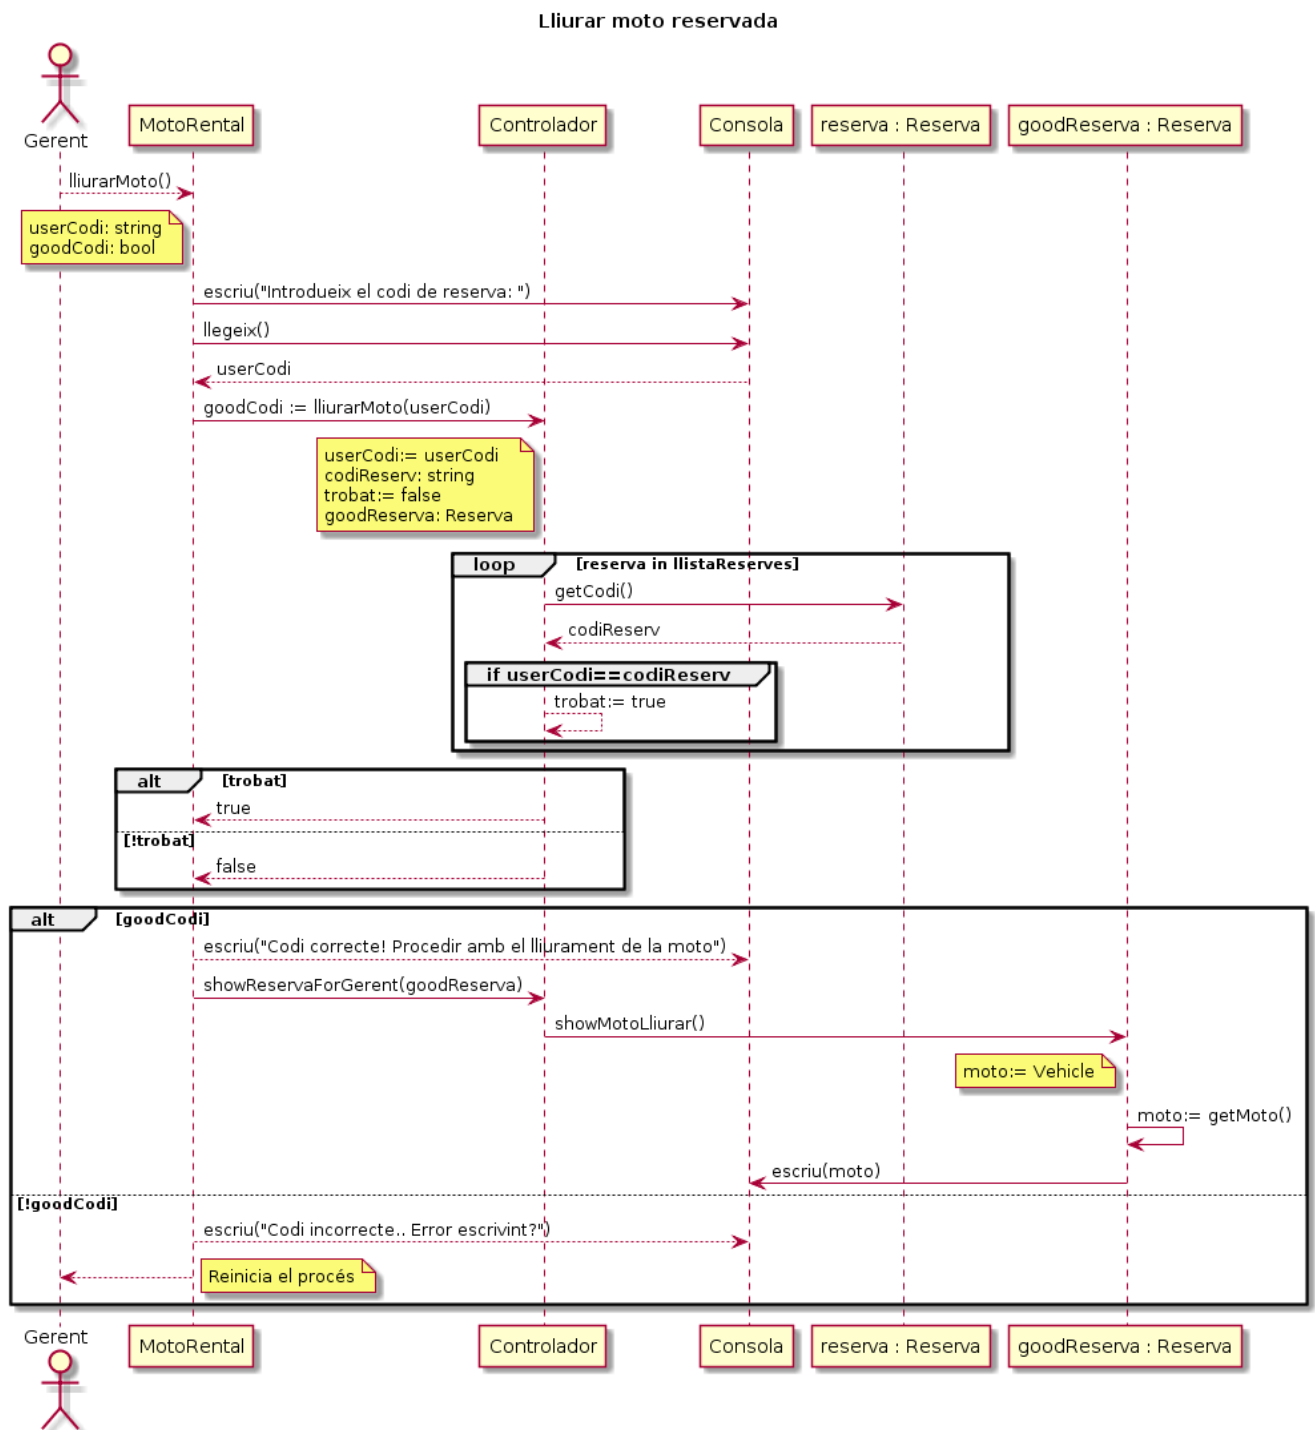 Lliurar moto reservada
Gerent
MotoRental
Controlador
Consola
reserva : Reserva
goodReserva : Reserva
lliurarMoto()
userCodi: string
goodCodi: bool
escriu("Introdueix el codi de reserva: ")
llegeix()
userCodi
goodCodi := lliurarMoto(userCodi)
userCodi:= userCodi
codiReserv: string
trobat:= false
goodReserva: Reserva
loop [reserva in llistaReserves]
getCodi()
codiReserv
if userCodi==codiReserv
trobat:= true
alt [trobat]
true
[!trobat]
false
alt [goodCodi]
escriu("Codi correcte! Procedir amb el lliurament de la moto")
showReservaForGerent(goodReserva)
showMotoLliurar()
moto:= Vehicle
moto:= getMoto()
escriu(moto)
[!goodCodi]
escriu("Codi incorrecte.. Error escrivint?")
Reinicia el procés
Gerent
MotoRental
Controlador
Consola
reserva : Reserva
goodReserva : Reserva